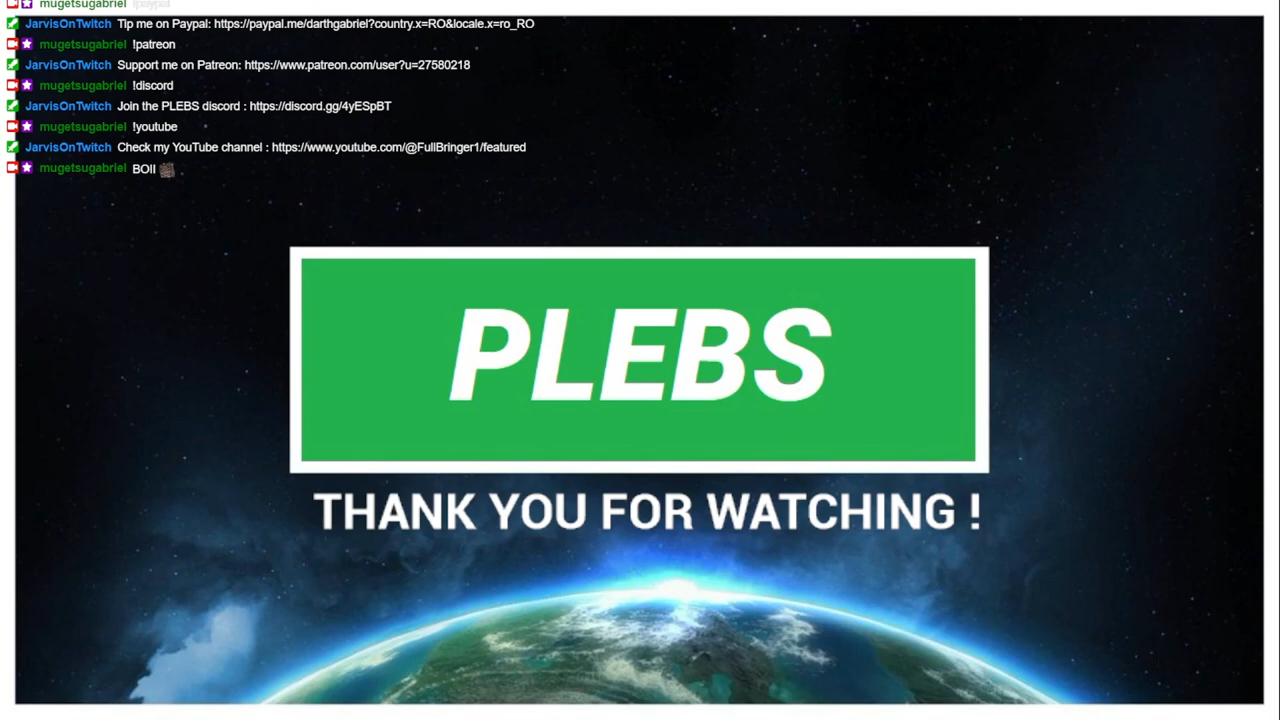 mugetsugabriel !paypal
JarvisOnTwitch Tip me on Paypal: https://paypal.me/darthgabriel?country.x=RO&locale.x=ro_RO
mugetsugabriel !patreon
JarvisOnTwitch Support me on Patreon: https://www.patreon.com/user?u=27580218
mugetsugabriel !discord
JarvisOnTwitch Join the PLEBS discord : https://discord.gg/4yESpBT
mugetsugabriel !youtube
JarvisOnTwitch Check my YouTube channel : https://www.youtube.com/@FullBringer1/featured
mugetsugabriel BOII
PLEBS
THANK YOU FOR WATCHING !